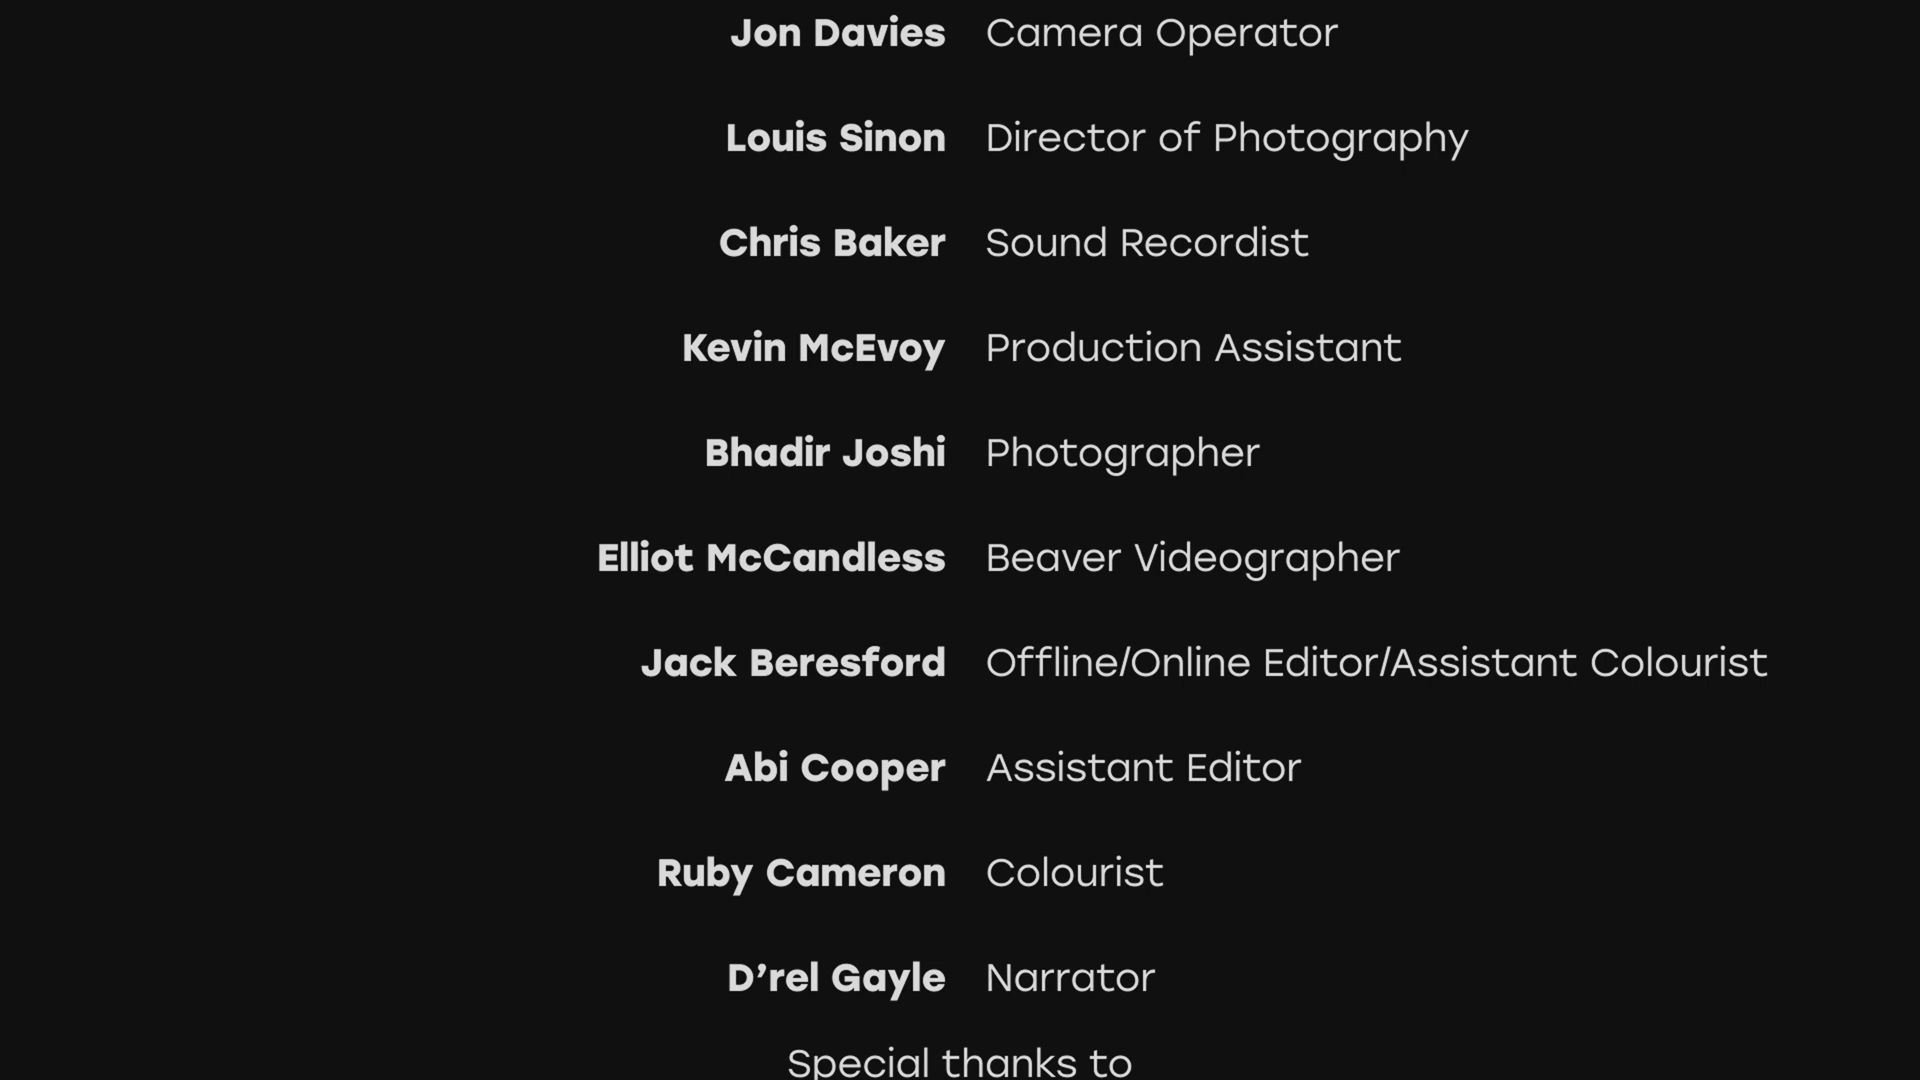 Jon Davies Camera Operator
Louis Sinon Director of Photography
Chris Baker Sound Recordist
Kevin McEvoy Production Assistant
Bhadir Joshi Photographer
Elliot McCandless Beaver Videographer
Jack Beresford Offline/Online Editor/Assistant Colourist
Abi Cooper Assistant Editor
Ruby Cameron Colourist
D’rel Gayle Narrator
Special thanks to